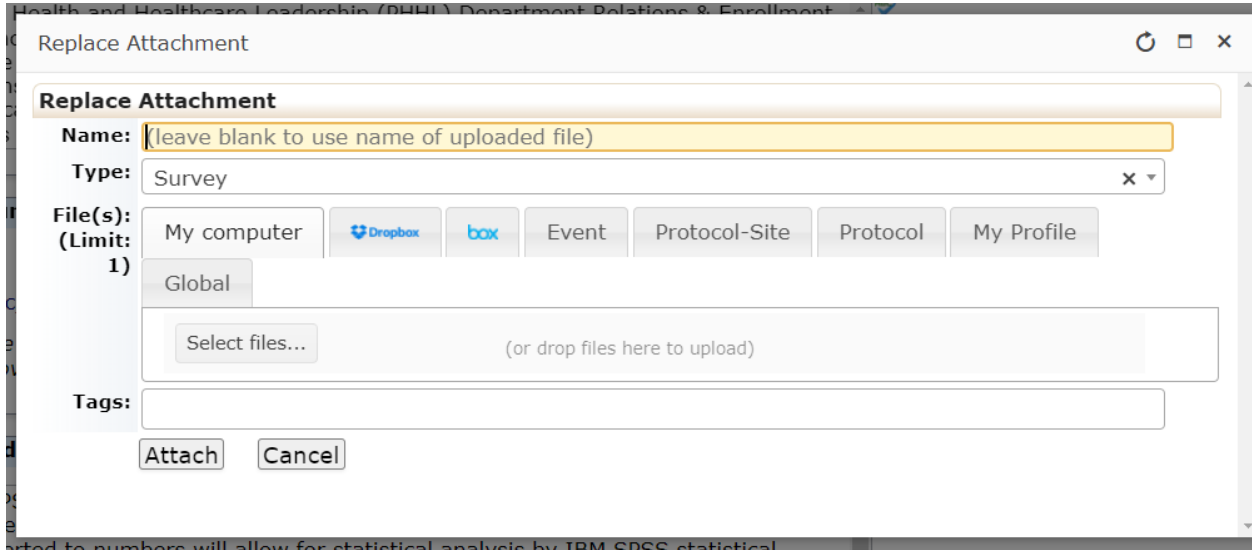 Health and Healthcare Leadership (PHHL) Department Relations & Enrollment
Replace Attachment
Replace Attachment
Name: (leave blank to use name of uploaded file)
Type: Survey
File(s): (Limit: 1)
My computer Dropbox box Event Protocol-Site Protocol My Profile
Global
Select files... (or drop files here to upload)
Tags:
Attach Cancel
to numbers will allow for statistical analysis by IBM SPSS statistical